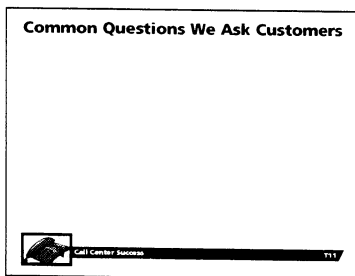 Common Questions We Ask Customers
Call Center Success
T11